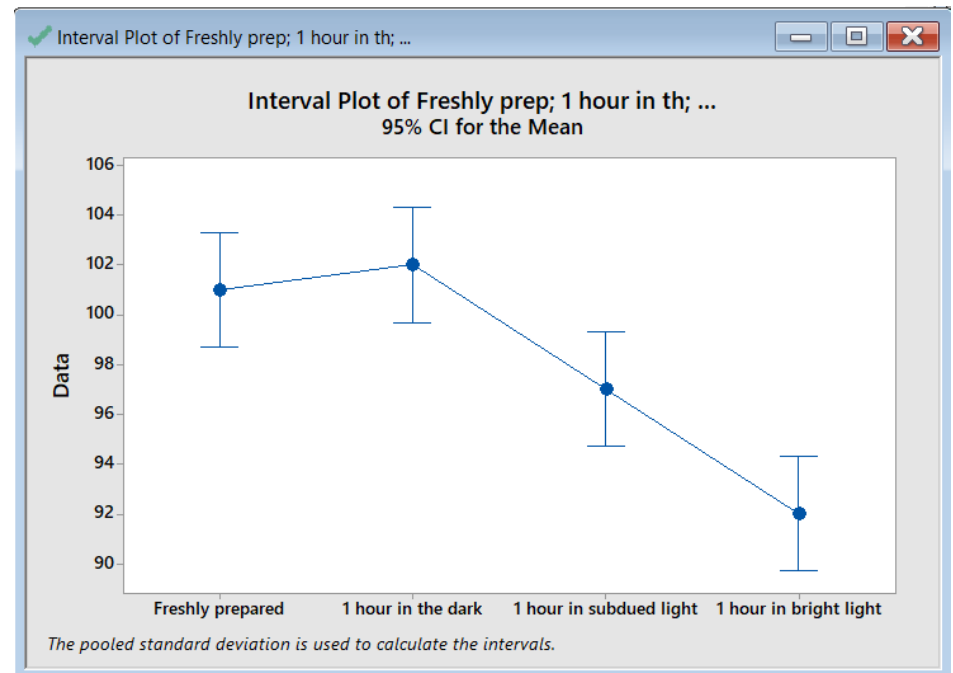 Interval Plot of Freshly prep; 1 hour in th; ...
Interval Plot of Freshly prep; 1 hour in th; ...
95% CI for the Mean
106
104
102
100
98
96
94
92
90
Data
Freshly prepared 1 hour in the dark 1 hour in subdued light 1 hour in bright light
The pooled standard deviation is used to calculate the intervals.